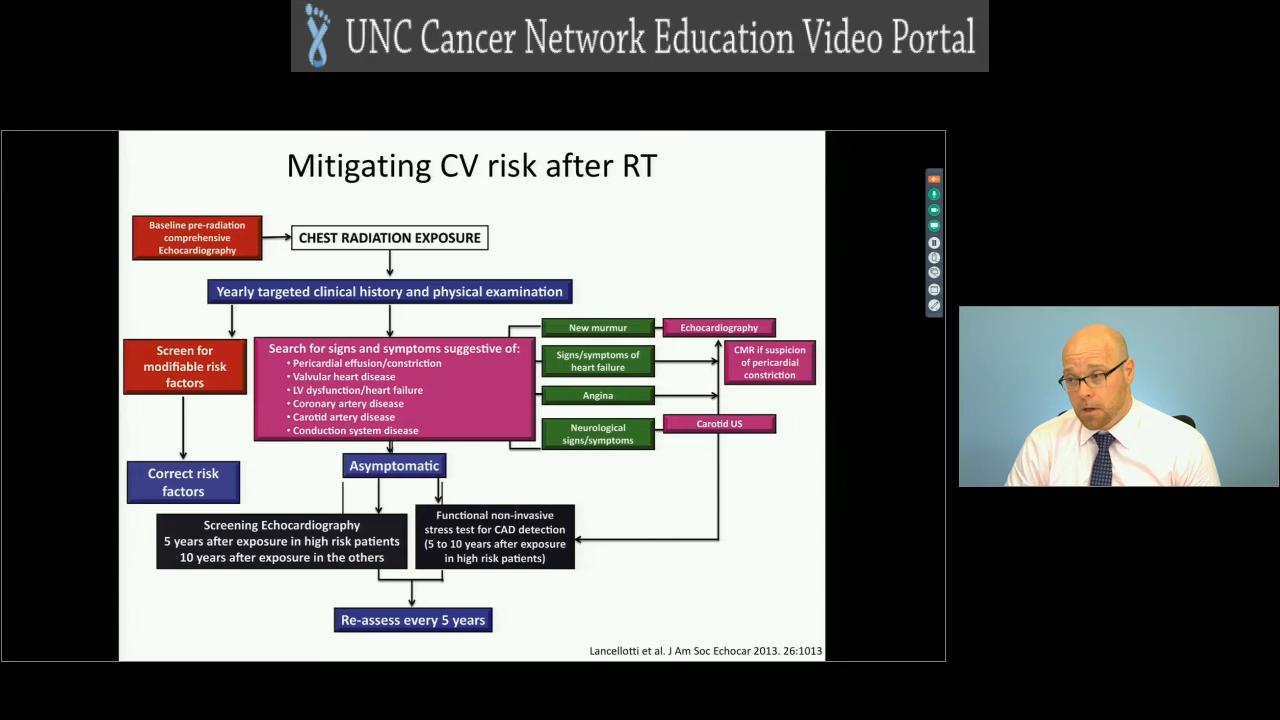 UNC Cancer Network Education Video Portal
Mitigating CV risk after RT
Baseline pre-radiation
comprehensive
Echocardiography
CHEST RADIATION EXPOSURE
Yearly targeted clinical history and physical examination
Screen for
modifiable risk
factors
Correct risk
factors
Search for signs and symptoms suggestive of:
• Pericardial effusion/constriction
• Valvular heart disease
• LV dysfunction/heart failure
• Coronary artery disease
• Carotid artery disease
• Conduction system disease
New murmur
Echocardiography
Signs/symptoms of
heart failure
CMR if suspicion
of pericardial
constriction
Angina
Neurological
signs/symptoms
Carotid US
Asymptomatic
Screening Echocardiography
5 years after exposure in high risk patients
10 years after exposure in the others
Functional non-invasive
stress test for CAD detection
(5 to 10 years after exposure
in high risk patients)
Re-assess every 5 years
Lancellotti et al. J Am Soc Echocar 2013. 26:1013